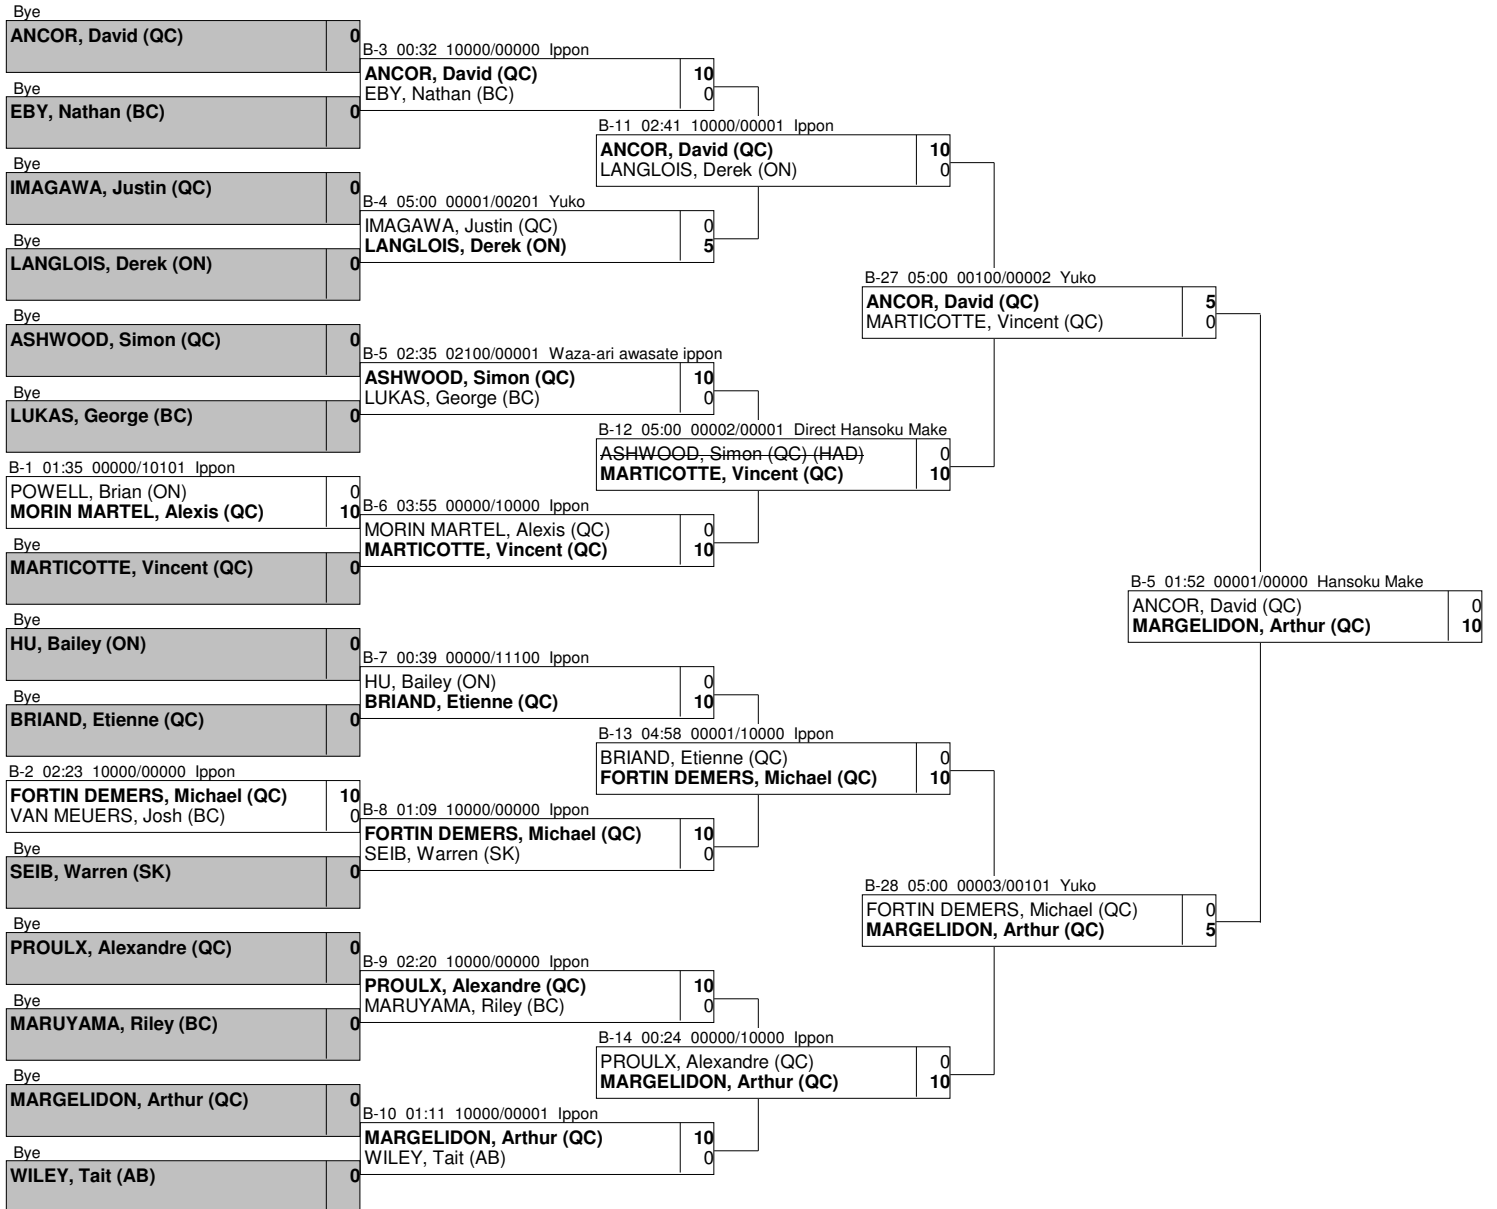 Bye
ANCOR, David (QC) 0
Bye
EBY, Nathan (BC) 0
Bye
IMAGAWA, Justin (QC) 0
Bye
LANGLOIS, Derek (ON) 0
Bye
ASHWOOD, Simon (QC) 0
Bye
LUKAS, George (BC) 0
B-1 01:35 00000/10101 Ippon
POWELL, Brian (ON) 0
MORIN MARTEL, Alexis (QC) 10
Bye
MARTICOTTE, Vincent (QC) 0
Bye
HU, Bailey (ON) 0
Bye
BRIAND, Etienne (QC) 0
B-2 02:23 10000/00000 Ippon
FORTIN DEMERS, Michael (QC) 10
VAN MEUERS, Josh (BC) 0
Bye
SEIB, Warren (SK) 0
Bye
PROULX, Alexandre (QC) 0
Bye
MARUYAMA, Riley (BC) 0
Bye
MARGELIDON, Arthur (QC) 0
Bye
WILEY, Tait (AB) 0
B-3 00:32 10000/00000 Ippon
ANCOR, David (QC) 10
EBY, Nathan (BC) 0
B-4 05:00 00001/00201 Yuko
IMAGAWA, Justin (QC) 0
LANGLOIS, Derek (ON) 5
B-5 02:35 02100/00001 Waza-ari awasate ippon
ASHWOOD, Simon (QC) 10
LUKAS, George (BC) 0
B-6 03:55 00000/10000 Ippon
MORIN MARTEL, Alexis (QC) 0
MARTICOTTE, Vincent (QC) 10
B-7 00:39 00000/11100 Ippon
HU, Bailey (ON) 0
BRIAND, Etienne (QC) 10
B-8 01:09 10000/00000 Ippon
FORTIN DEMERS, Michael (QC) 10
SEIB, Warren (SK) 0
B-9 02:20 10000/00000 Ippon
PROULX, Alexandre (QC) 10
MARUYAMA, Riley (BC) 0
B-10 01:11 10000/00001 Ippon
MARGELIDON, Arthur (QC) 10
WILEY, Tait (AB) 0
B-11 02:41 10000/00001 Ippon
ANCOR, David (QC) 10
LANGLOIS, Derek (ON) 0
B-12 05:00 00002/00001 Direct Hansoku Make
ASHWOOD, Simon (QC) (HAD) 0
MARTICOTTE, Vincent (QC) 10
B-13 04:58 00001/10000 Ippon
BRIAND, Etienne (QC) 0
FORTIN DEMERS, Michael (QC) 10
B-14 00:24 00000/10000 Ippon
PROULX, Alexandre (QC) 0
MARGELIDON, Arthur (QC) 10
B-27 05:00 00100/00002 Yuko
ANCOR, David (QC) 5
MARTICOTTE, Vincent (QC) 0
B-28 05:00 00003/00101 Yuko
FORTIN DEMERS, Michael (QC) 0
MARGELIDON, Arthur (QC) 5
B-5 01:52 00001/00000 Hansoku Make
ANCOR, David (QC) 0
MARGELIDON, Arthur (QC) 10